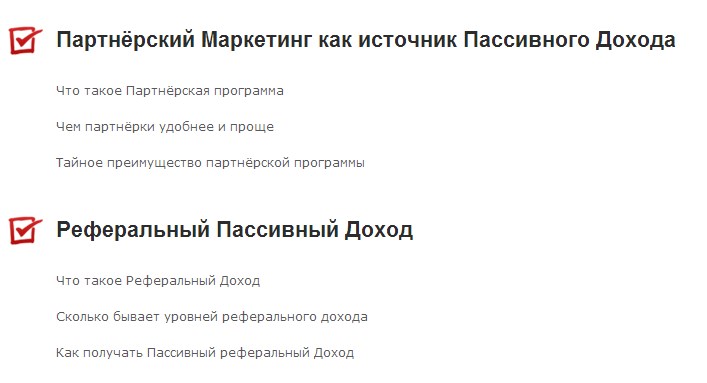 Партнёрский Маркетинг как источник Пассивного Дохода
Что такое Партнёрская программа
Чем партнёрки удобнее и проще
Тайное преимущество партнёрской программы
Реферальный Пассивный Доход
Что такое Реферальный Доход
Сколько бывает уровней реферального дохода
Как получать Пассивный реферальный Доход